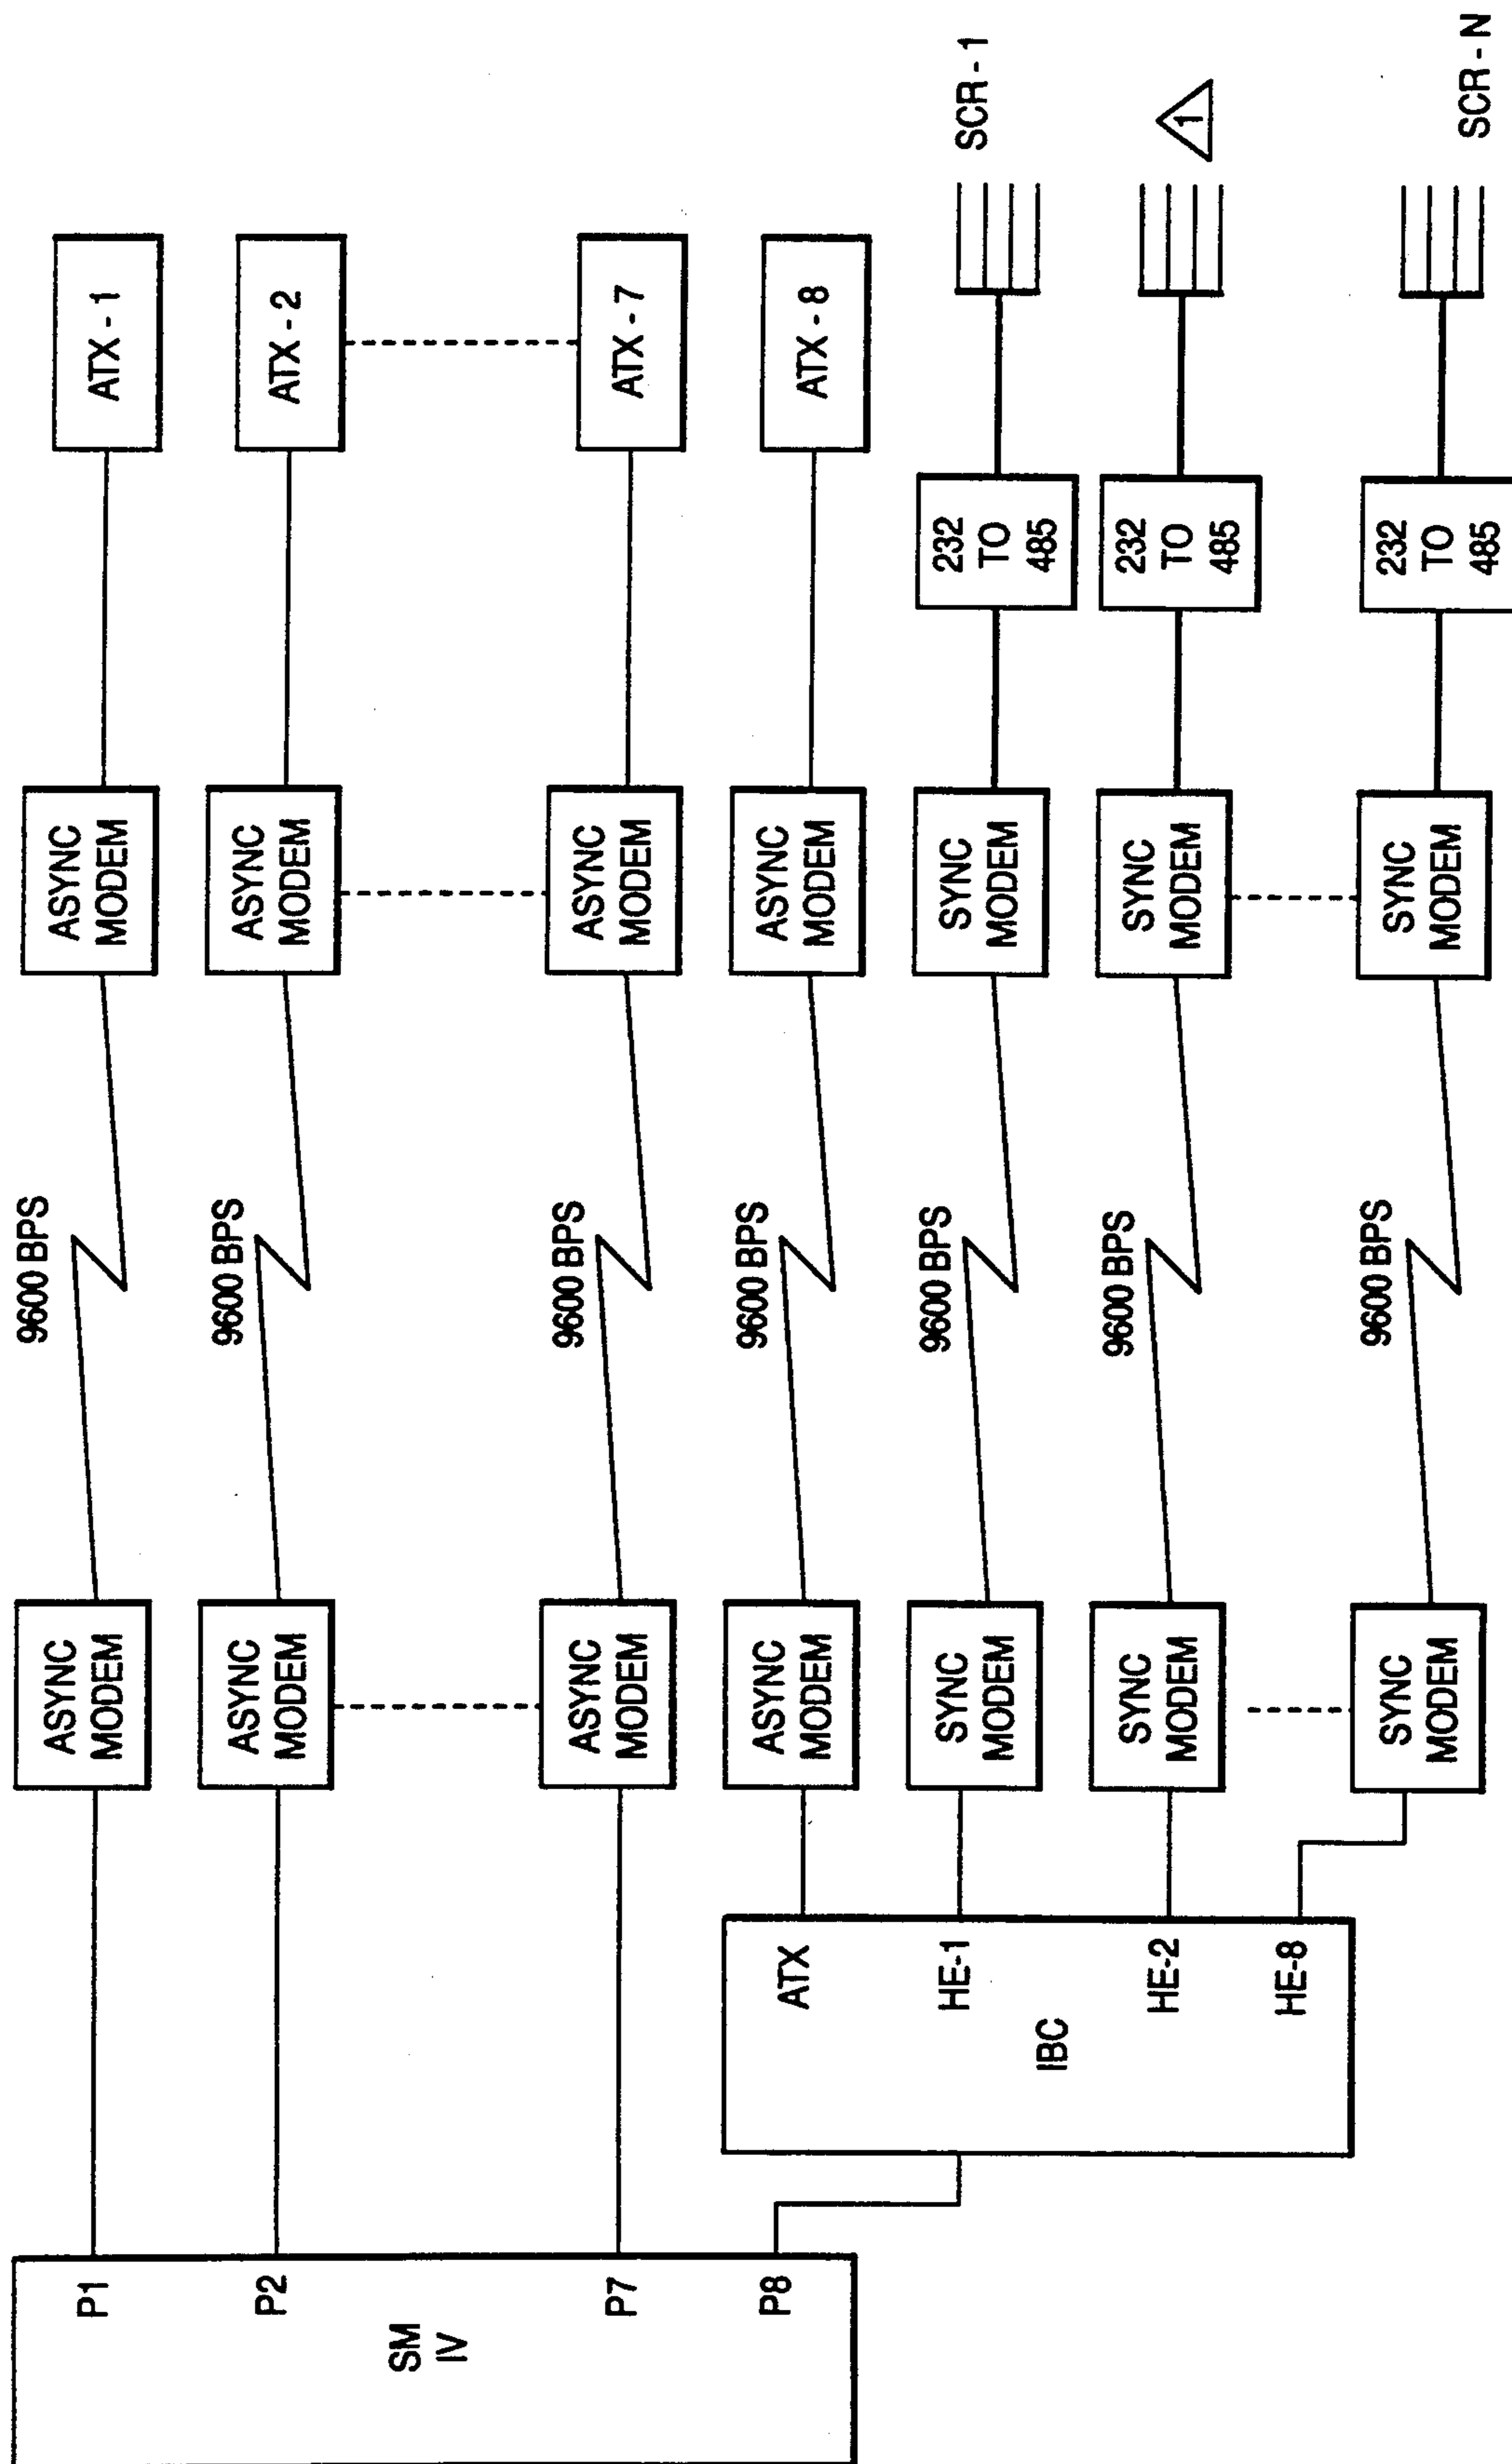 SM
IV
P1
P2
P7
P8
IBC
ATX
HE-1
HE-2
HE-8
ASYNC
MODEM
9600 BPS
ASYNC
MODEM
ATX - 1
ASYNC
MODEM
9600 BPS
ASYNC
MODEM
ATX - 2
ASYNC
MODEM
9600 BPS
ASYNC
MODEM
ATX - 7
ASYNC
MODEM
9600 BPS
ASYNC
MODEM
ATX - 8
SYNC
MODEM
9600 BPS
SYNC
MODEM
232
TO
485
SCR - 1
SYNC
MODEM
9600 BPS
SYNC
MODEM
232
TO
485
1
SYNC
MODEM
9600 BPS
SYNC
MODEM
232
TO
485
SCR - N